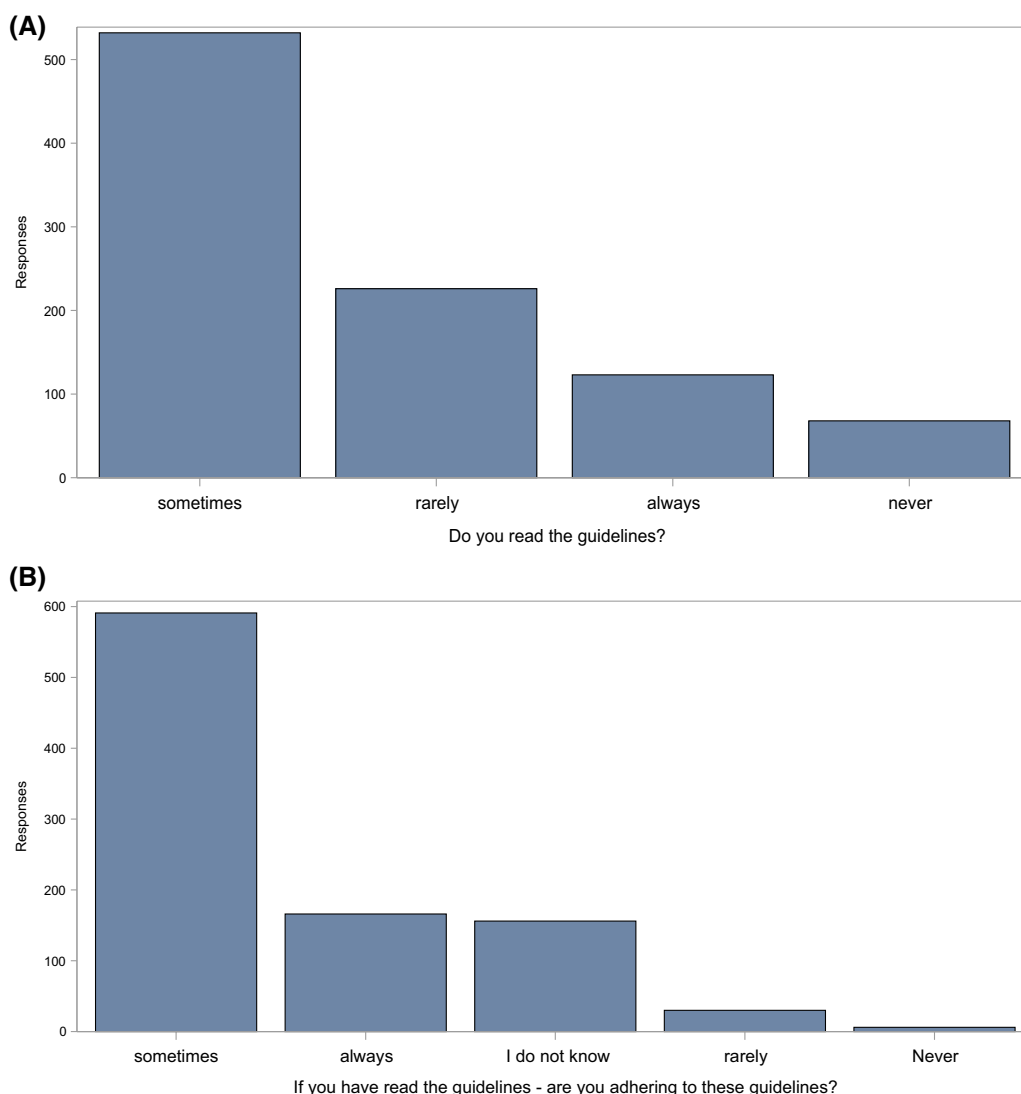 (A)
500
400
300
200
100
0
Responses
sometimes rarely always never
Do you read the guidelines?
(B)
600
500
400
300
200
100
0
Responses
sometimes always I do not know rarely Never
If you have read the guidelines - are you adhering to these guidelines?